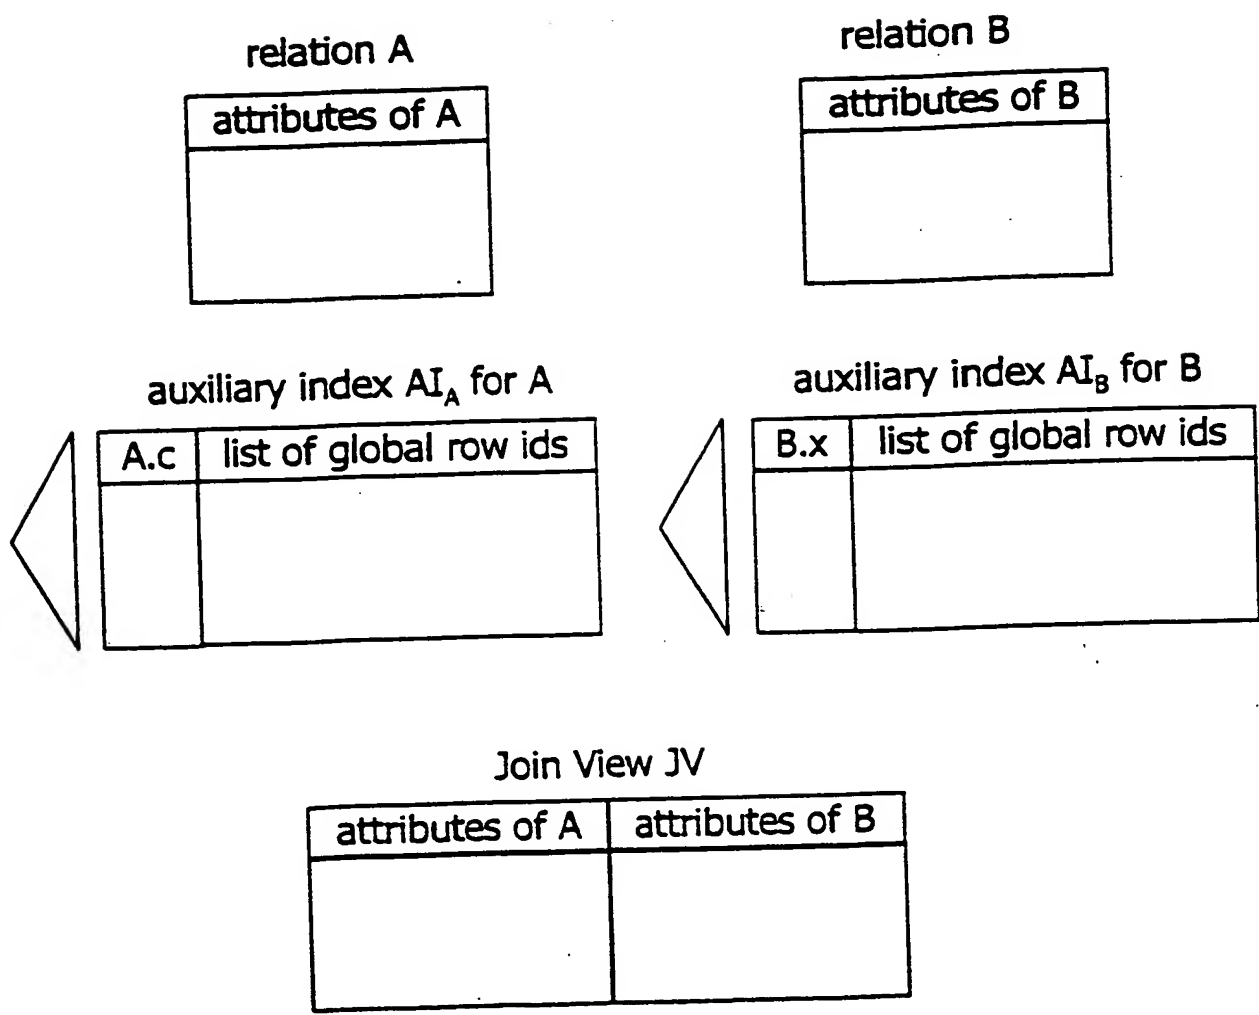 relation A
relation B
attributes of A
attributes of B
auxiliary index AI_A for A
auxiliary index AI_B for B
A.c list of global row ids
B.x list of global row ids
Join View JV
attributes of A attributes of B